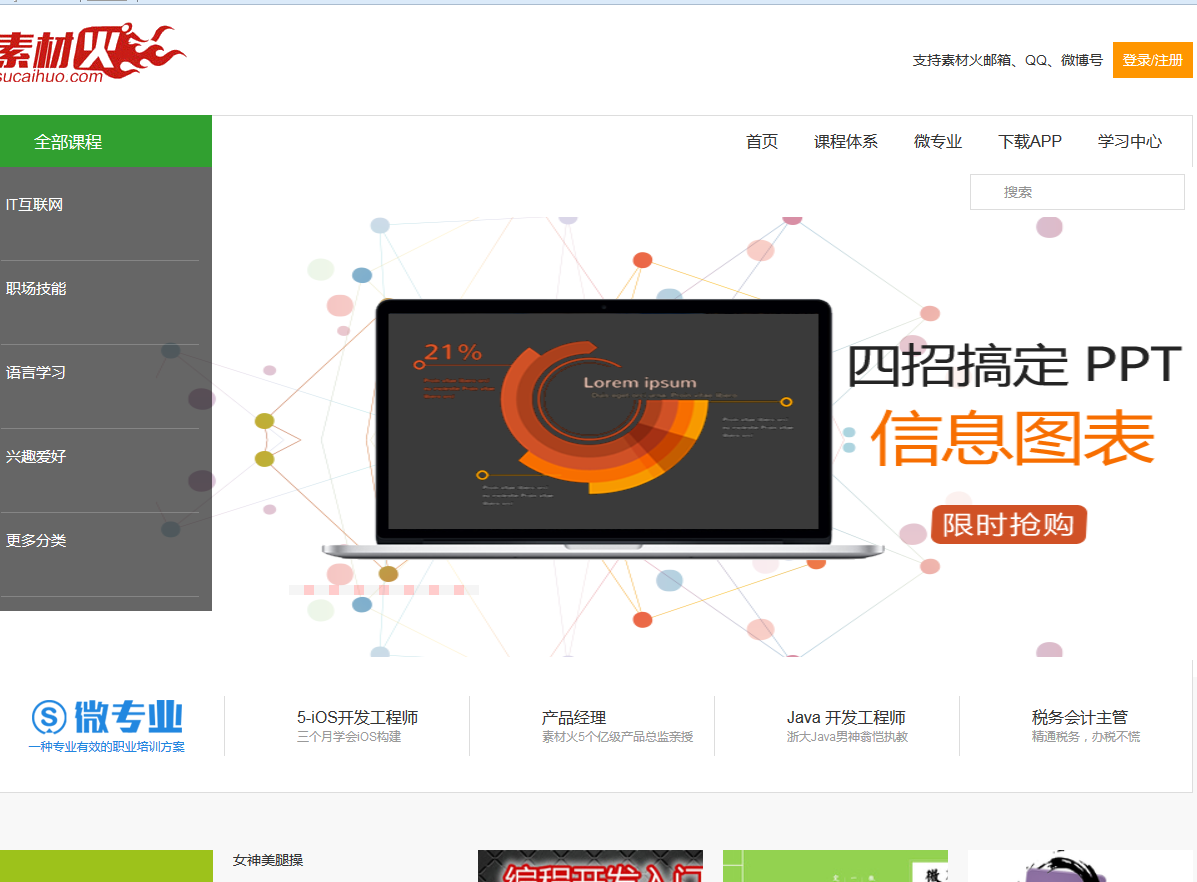 素材火
sucaihuo.com
支持素材火邮箱、QQ、微博号
登录/注册
全部课程
首页
课程体系
微专业
下载APP
学习中心
搜索
IT互联网
职场技能
语言学习
兴趣爱好
更多分类
21%
Lorem ipsum
四招搞定 PPT
信息图表
限时抢购
微专业
一种专业有效的职业培训方案
5-iOS开发工程师
三个月学会iOS构建
产品经理
素材火5个亿级产品总监亲授
Java 开发工程师
浙大Java男神翁恺执教
税务会计主管
精通税务，办税不慌
女神美腿操
编程开发入门
微